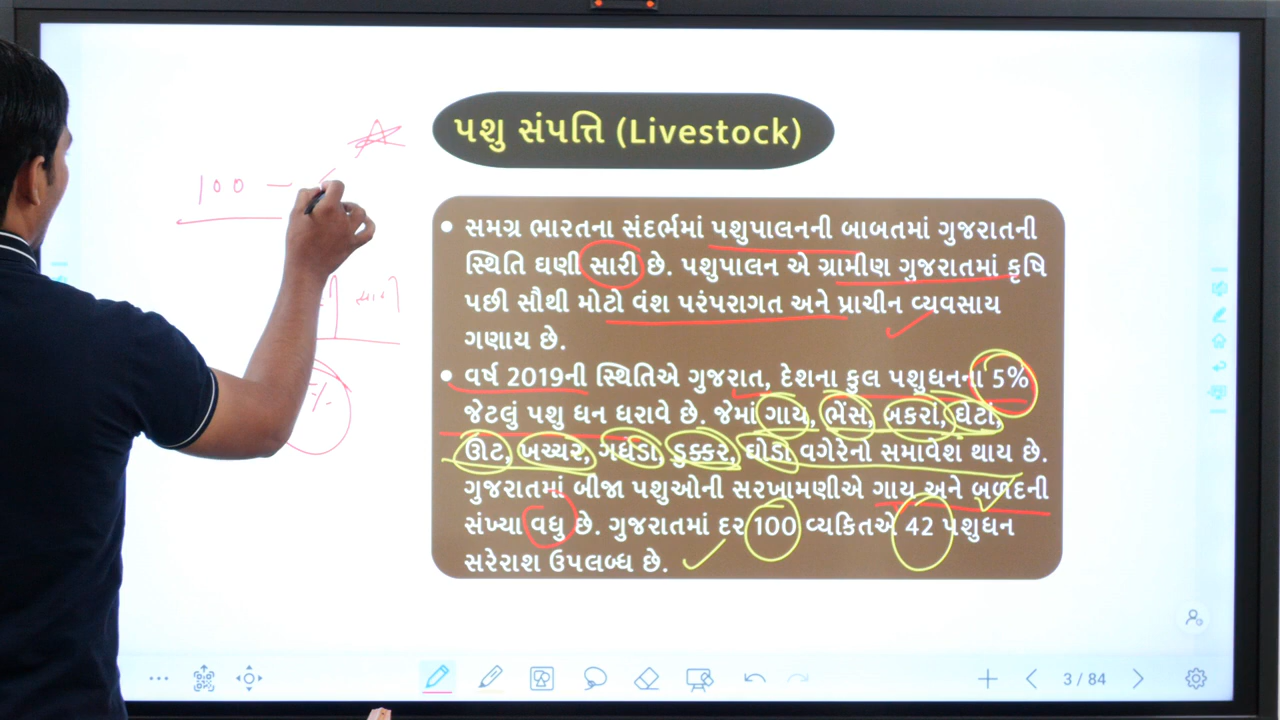 પશુ સંપત્તિ (Livestock)
100 –
• સમગ્ર ભારતના સંદર્ભમાં પશુપાલનની બાબતમાં ગુજરાતની
સ્થિતિ ઘણી સારી છે. પશુપાલન એ ગ્રામીણ ગુજરાતમાં કૃષિ
પછી સૌથી મોટો વંશ પરંપરાગત અને પ્રાચીન વ્યવસાય
ગણાય છે.
• વર્ષ 2019ની સ્થિતિએ ગુજરાત, દેશના કુલ પશુધનના 5%
જેટલું પશુ ધન ધરાવે છે. જેમાં ગાય, ભેંસ, બકરાં, ઘેટાં,
ઊંટ, ખચ્ચર, ગધેડાં, ડુક્કર, ઘોડા વગેરેનો સમાવેશ થાય છે.
ગુજરાતમાં બીજા પશુઓની સરખામણીએ ગાય અને બળદની
સંખ્યા વધુ છે. ગુજરાતમાં દર 100 વ્યકિતએ 42 પશુધન
સરેરાશ ઉપલબ્ધ છે.
3 / 84